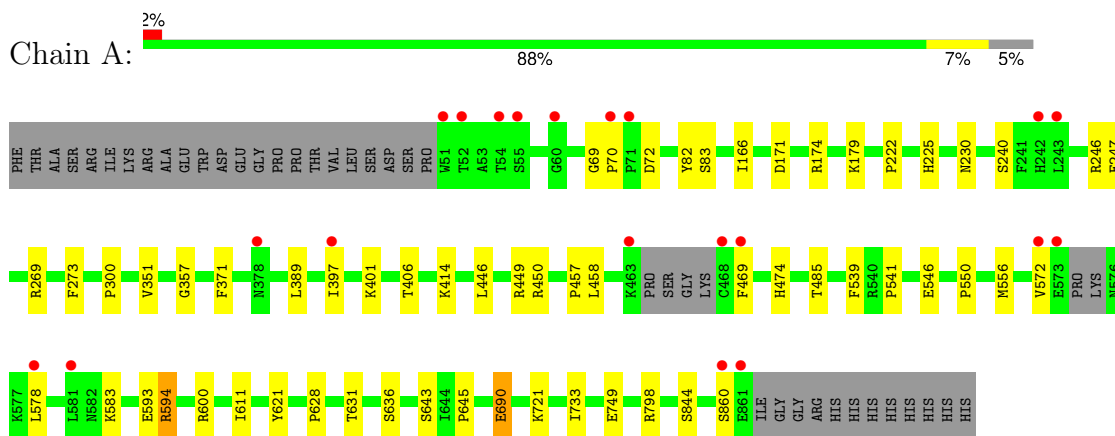 2%
Chain A:
88% 7% 5%
PHE THR ALA SER ARG ILE LYS ARG ALA GLU TRP ASP GLU GLY PRO PRO THR VAL LEU SER ASP SER PRO W51 T52 A53 T54 S55 G60 G69 P70 P71 D72 Y82 S83 I166 D171 R174 K179 P222 H225 N230 S240 F241 H242 L243 R246
R269 F273 P300 V351 G357 F371 N378 L389 I397 K401 T406 K414 L446 R449 R450 P457 L458 K463 PRO SER GLY LYS C468 F469 H474 T485 F539 R540 P541 E546 P550 M556 V572 E573 PRO LYS N576
K577 L578 L581 N582 K583 E593 R594 R600 I611 Y621 P628 T631 S636 S643 I644 P645 E690 K721 I733 E749 R798 S844 S860 E861 ILE GLY GLY ARG HIS HIS HIS HIS HIS HIS HIS HIS